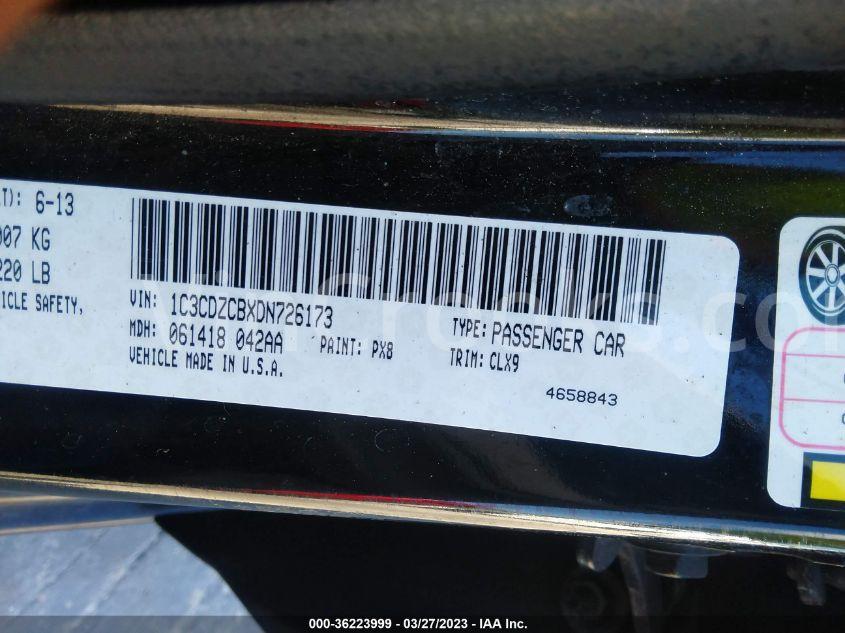 T): 6-13
007 KG
220 LB
ICLE SAFETY,
VIN: 1C3CDZCBXDN726173
MDH: 061418 042AA PAINT: PX8 TYPE: PASSENGER CAR
VEHICLE MADE IN U.S.A. TRIM: CLX9
4658843
000-36223999 — 03/27/2023 — IAA Inc.